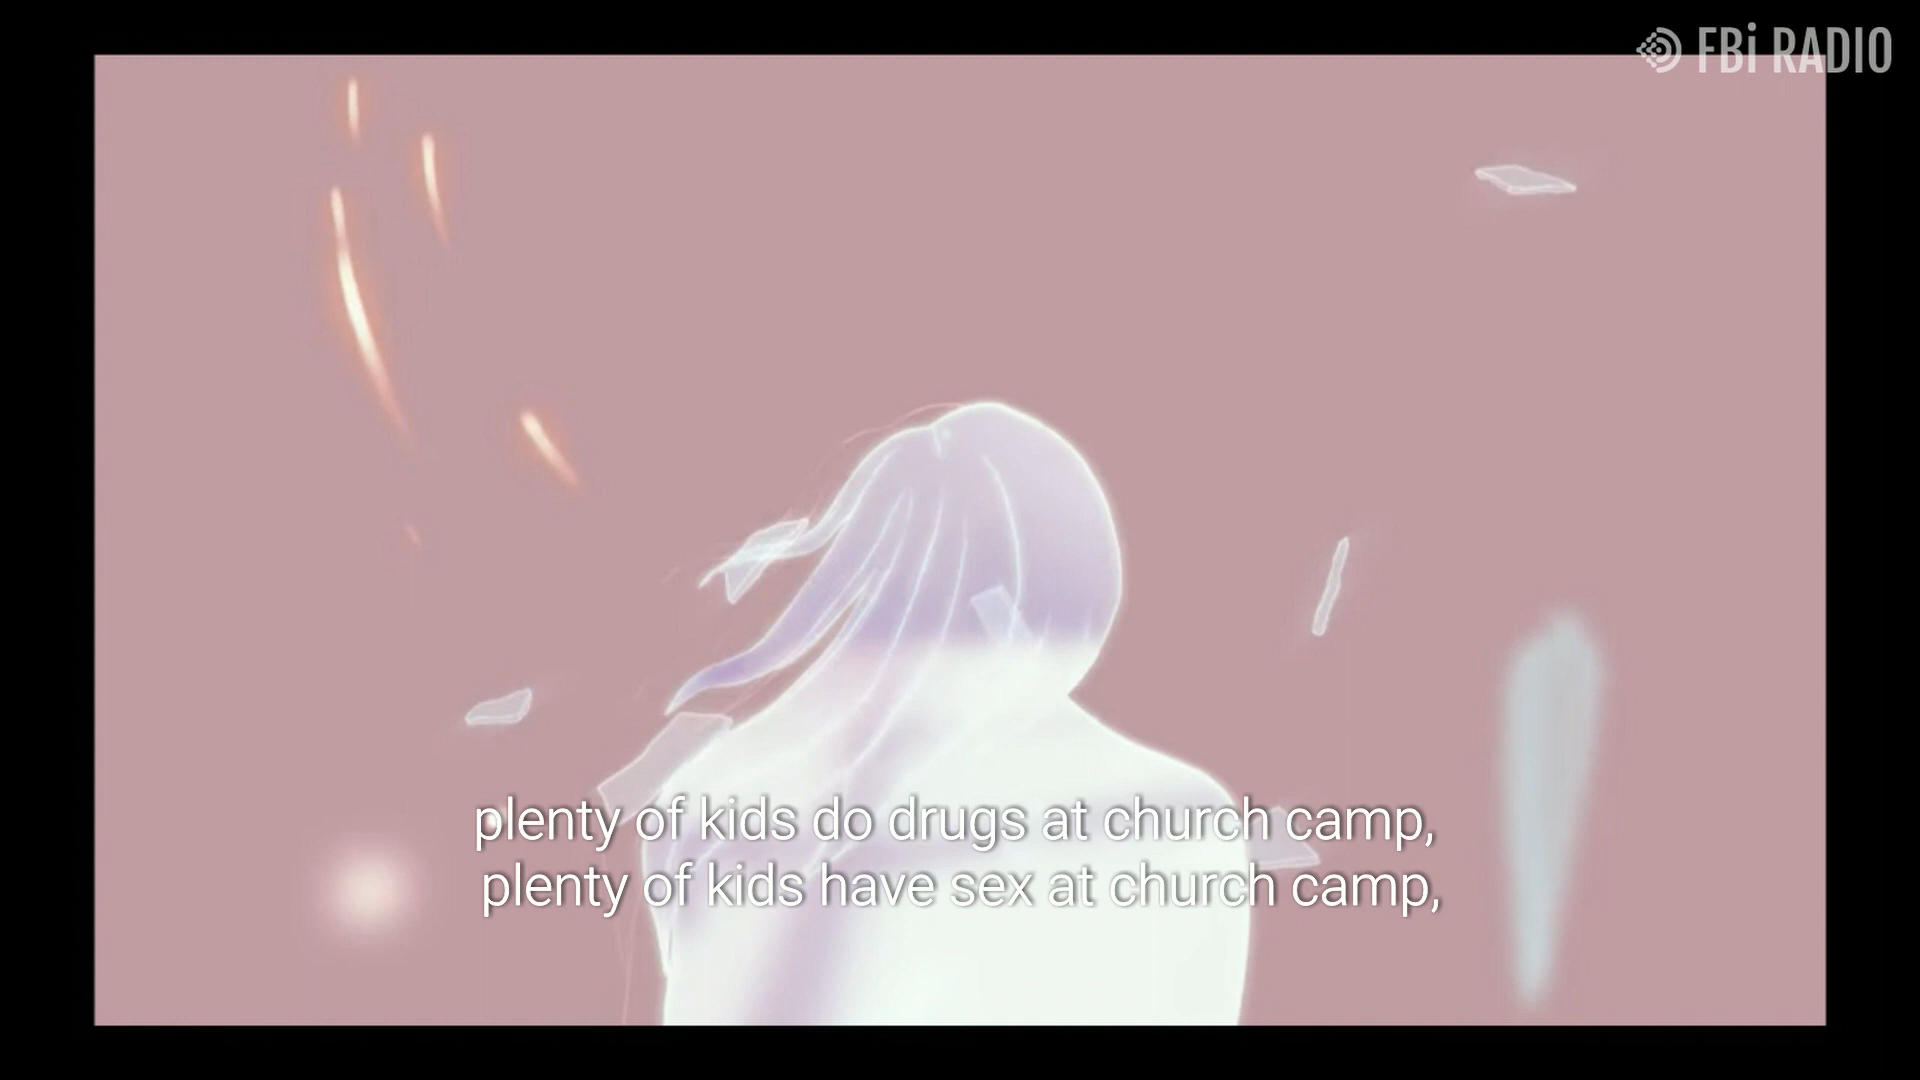 FBi RADIO
plenty of kids do drugs at church camp,
plenty of kids have sex at church camp,